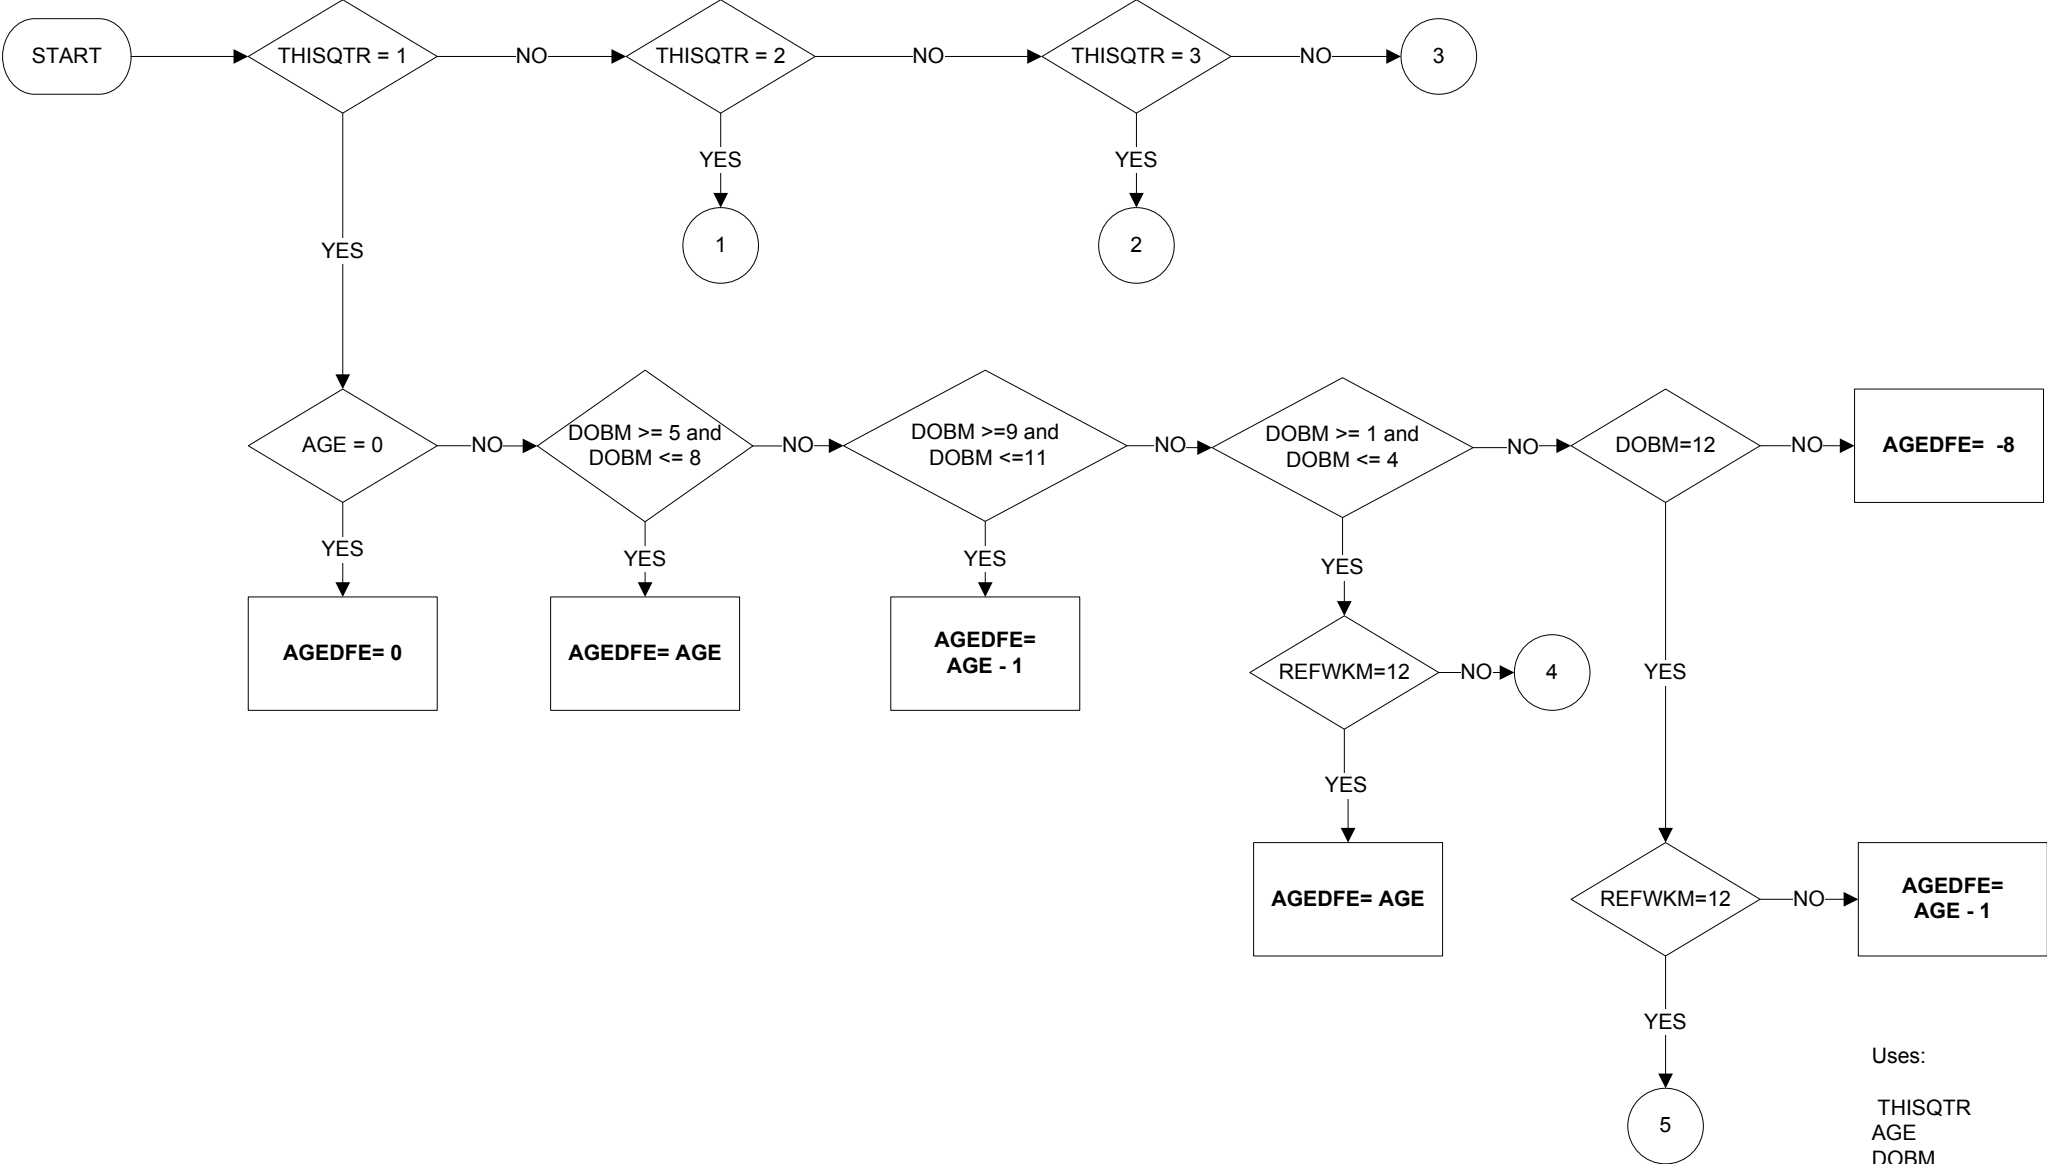 START
THISQTR = 1
NO
THISQTR = 2
NO
THISQTR = 3
NO
3
YES
YES
YES
1
2
AGE = 0
NO
DOBM >= 5 and
DOBM <= 8
NO
DOBM >=9 and
DOBM <=11
NO
DOBM >= 1 and
DOBM <= 4
NO
DOBM=12
NO
AGEDFE= -8
YES
YES
YES
YES
YES
AGEDFE= 0
AGEDFE= AGE
AGEDFE=
AGE - 1
REFWKM=12
NO
4
YES
AGEDFE= AGE
REFWKM=12
NO
AGEDFE=
AGE - 1
YES
5
Uses:
THISQTR
AGE
DOBM